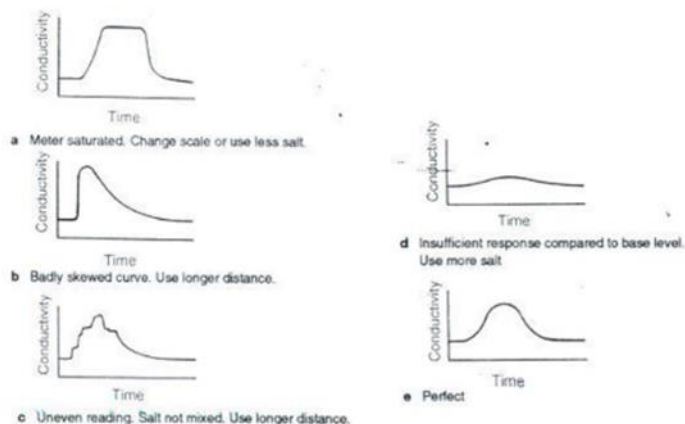 Conductivity
Time
a Meter saturated. Change scale or use less salt.
Conductivity
Time
b Badly skewed curve. Use longer distance.
Conductivity
Time
c Uneven reading. Salt not mixed. Use longer distance.
Conductivity
Time
d Insufficient response compared to base level.
Use more salt
Conductivity
Time
e Perfect